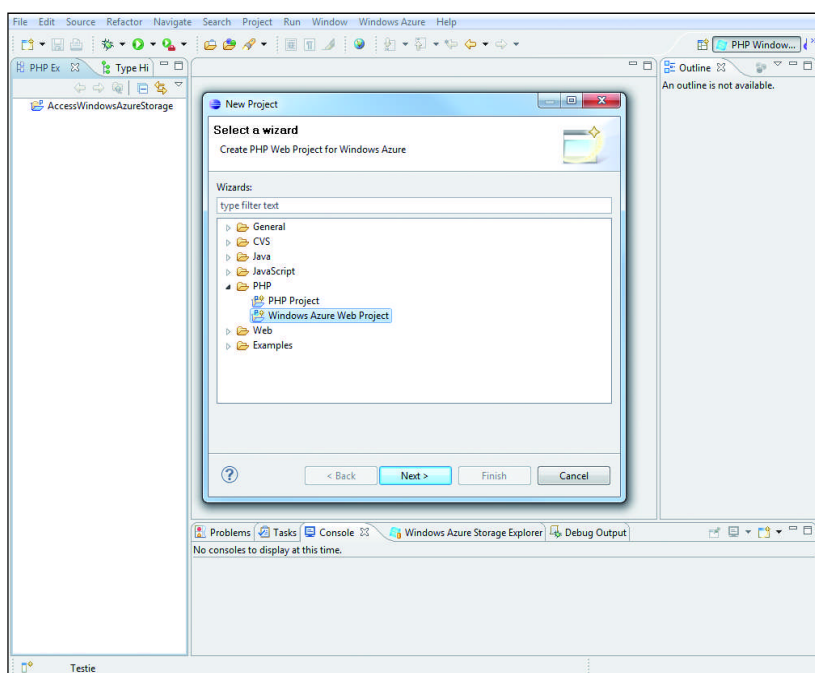 File Edit Source Refactor Navigate Search Project Run Window Windows Azure Help
PHP Window...
PHP Ex
Type Hi
Outline
An outline is not available.
AccessWindowsAzureStorage
New Project
Select a wizard
Create PHP Web Project for Windows Azure
Wizards:
type filter text
General
CVS
Java
JavaScript
PHP
PHP Project
Windows Azure Web Project
Web
Examples
? < Back Next > Finish Cancel
Problems Tasks Console Windows Azure Storage Explorer Debug Output
No consoles to display at this time.
Testie